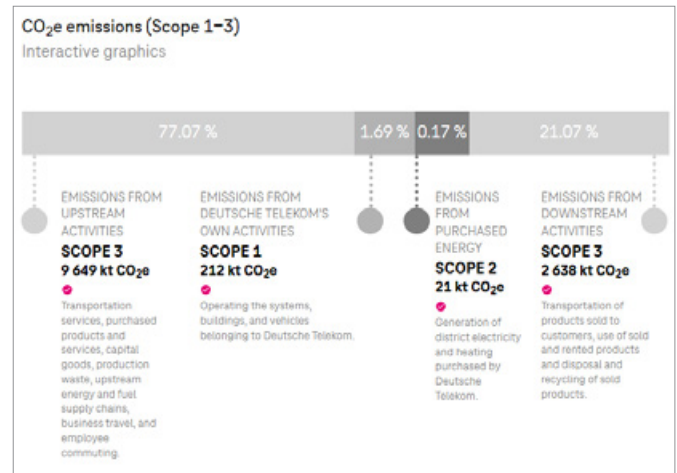 CO₂e emissions (Scope 1–3)
Interactive graphics
77.07 %
1.69 %
0.17 %
21.07 %
EMISSIONS FROM
UPSTREAM
ACTIVITIES
SCOPE 3
9 649 kt CO₂e
Transportation
services, purchased
products and
services, capital
goods, production
waste, upstream
energy and fuel
supply chains,
business travel, and
employee
commuting.
EMISSIONS FROM
DEUTSCHE TELEKOM'S
OWN ACTIVITIES
SCOPE 1
212 kt CO₂e
Operating the systems,
buildings, and vehicles
belonging to Deutsche Telekom.
EMISSIONS
FROM
PURCHASED
ENERGY
SCOPE 2
21 kt CO₂e
Generation of
district electricity
and heating
purchased by
Deutsche
Telekom.
EMISSIONS FROM
DOWNSTREAM
ACTIVITIES
SCOPE 3
2 638 kt CO₂e
Transportation of
products sold to
customers, use of sold
and rented products
and disposal and
recycling of sold
products.